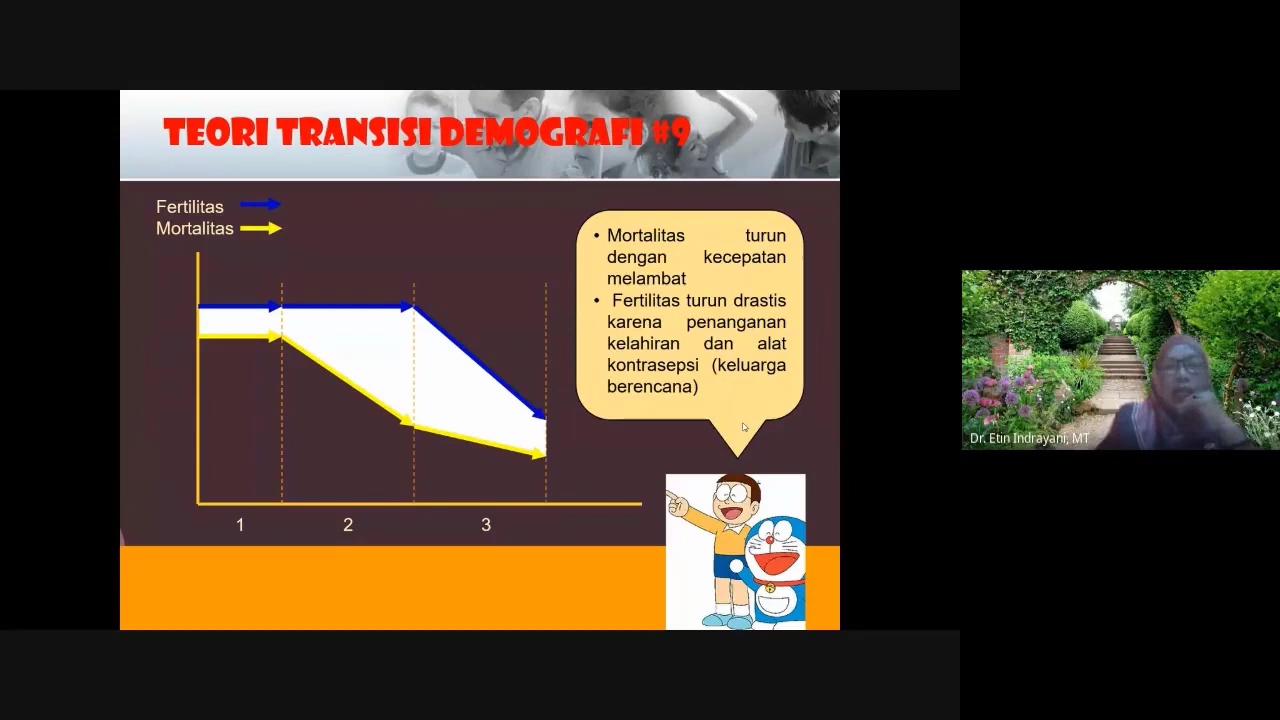 TEORI TRANSISI DEMOGRAFI #9
Fertilitas
Mortalitas
• Mortalitas turun
dengan kecepatan
melambat
• Fertilitas turun drastis
karena penanganan
kelahiran dan alat
kontrasepsi (keluarga
berencana)
1 2 3
Dr. Etin Indrayani, MT